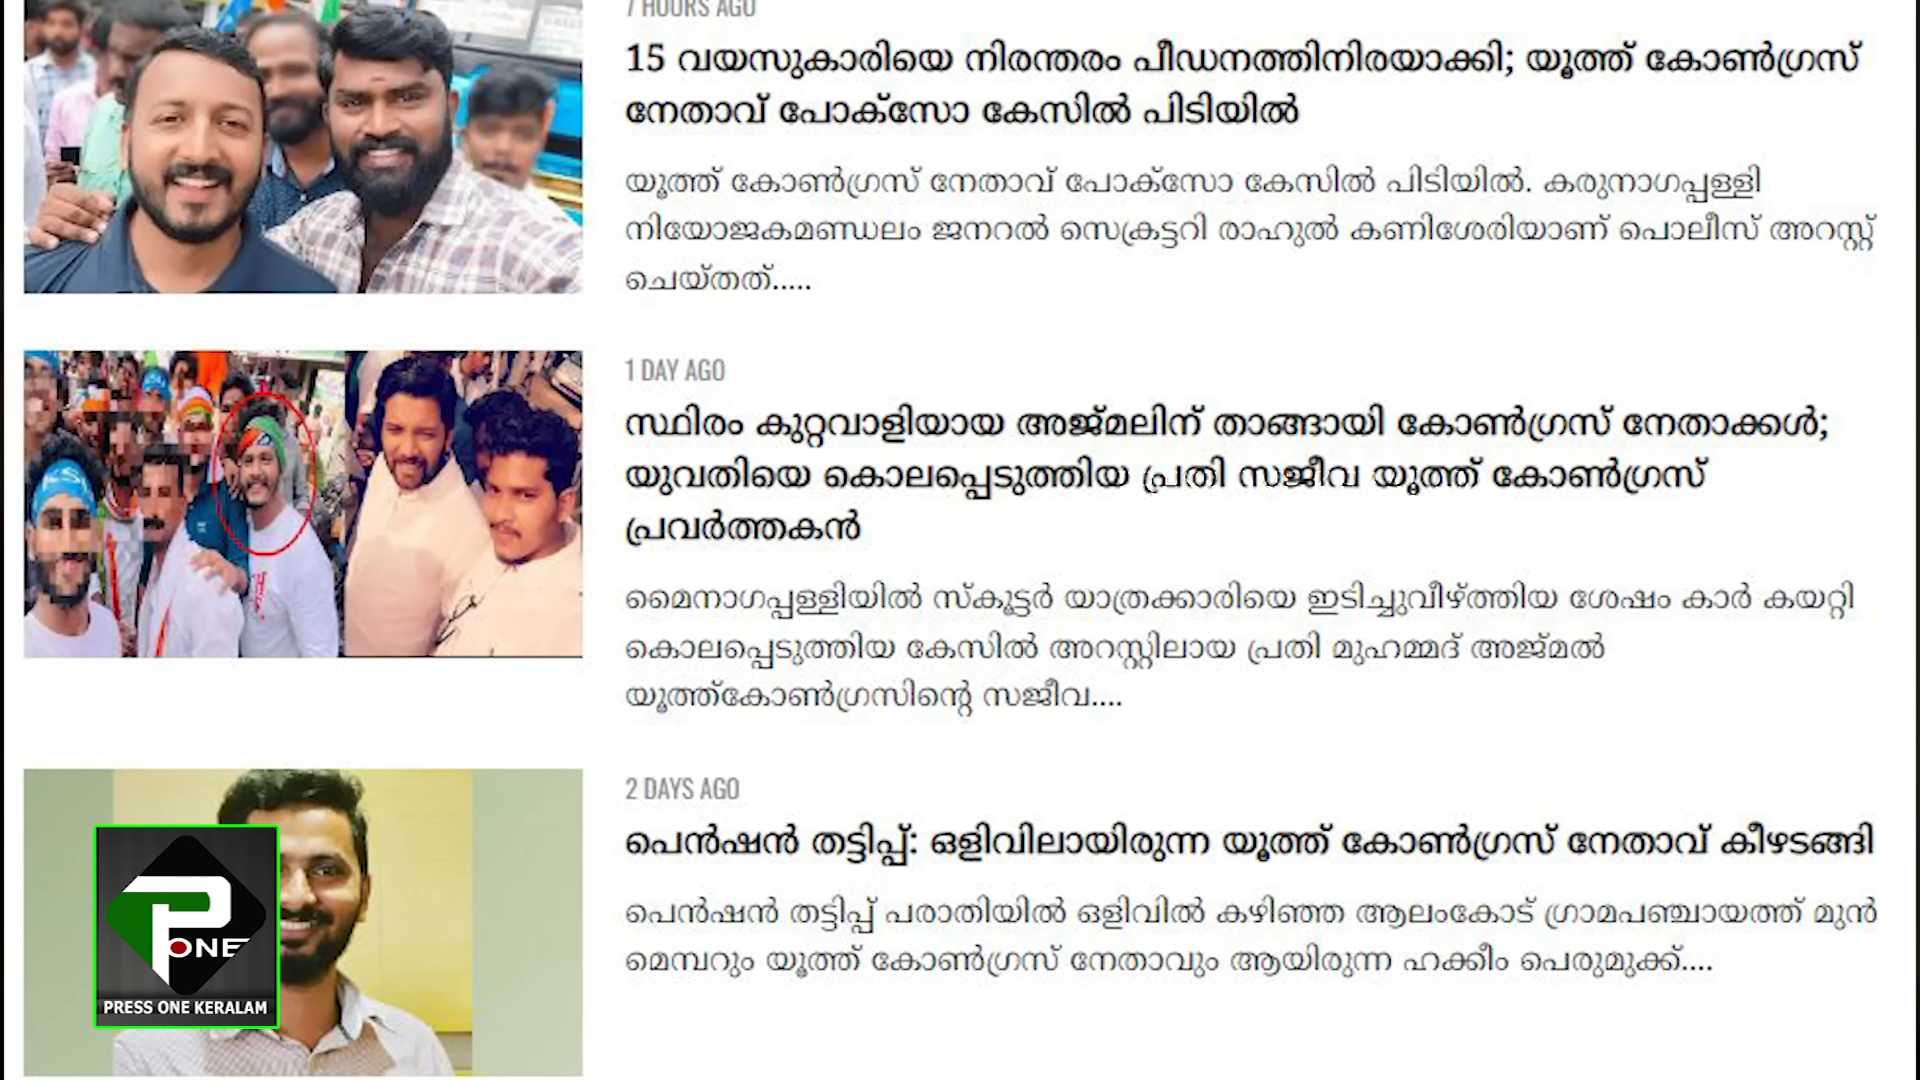 7 HOURS AGO
15 വയസുകാരിയെ നിരന്തരം പീഡനത്തിനിരയാക്കി; യൂത്ത് കോൺഗ്രസ്
നേതാവ് പോക്സോ കേസിൽ പിടിയിൽ
യൂത്ത് കോൺഗ്രസ് നേതാവ് പോക്സോ കേസിൽ പിടിയിൽ. കരുനാഗപ്പള്ളി
നിയോജകമണ്ഡലം ജനറൽ സെക്രട്ടറി രാഹുൽ കണിശേരിയാണ് പൊലീസ് അറസ്റ്റ്
ചെയ്തത്.....
1 DAY AGO
സ്ഥിരം കുറ്റവാളിയായ അജ്മലിന് താങ്ങായി കോൺഗ്രസ് നേതാക്കൾ;
യുവതിയെ കൊലപ്പെടുത്തിയ പ്രതി സജീവ യൂത്ത് കോൺഗ്രസ്
പ്രവർത്തകൻ
മൈനാഗപ്പള്ളിയിൽ സ്കൂട്ടർ യാത്രക്കാരിയെ ഇടിച്ചുവീഴ്ത്തിയ ശേഷം കാർ കയറ്റി
കൊലപ്പെടുത്തിയ കേസിൽ അറസ്റ്റിലായ പ്രതി മുഹമ്മദ് അജ്മൽ
യൂത്ത്കോൺഗ്രസിന്റെ സജീവ....
2 DAYS AGO
പെൻഷൻ തട്ടിപ്പ്: ഒളിവിലായിരുന്ന യൂത്ത് കോൺഗ്രസ് നേതാവ് കീഴടങ്ങി
പെൻഷൻ തട്ടിപ്പ് പരാതിയിൽ ഒളിവിൽ കഴിഞ്ഞ ആലംകോട് ഗ്രാമപഞ്ചായത്ത് മുൻ
മെമ്പറും യൂത്ത് കോൺഗ്രസ് നേതാവും ആയിരുന്ന ഹക്കീം പെരുമുക്ക്....
P ONE
PRESS ONE KERALAM